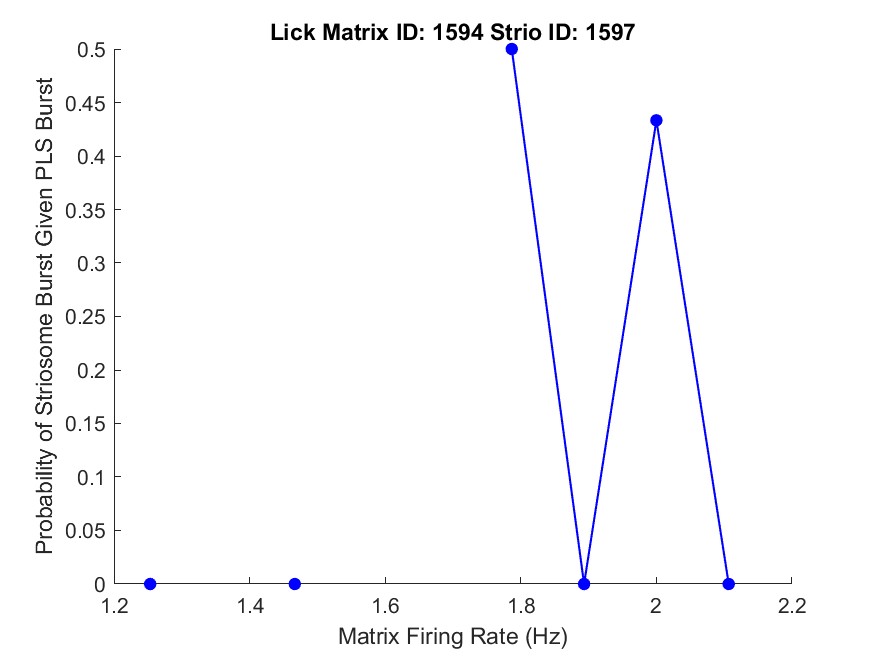 Lick Matrix ID: 1594 Strio ID: 1597
0.5
0.45
0.4
0.35
0.3
0.25
0.2
0.15
0.1
0.05
0
Probability of Striosome Burst Given PLS Burst
1.2 1.4 1.6 1.8 2 2.2
Matrix Firing Rate (Hz)